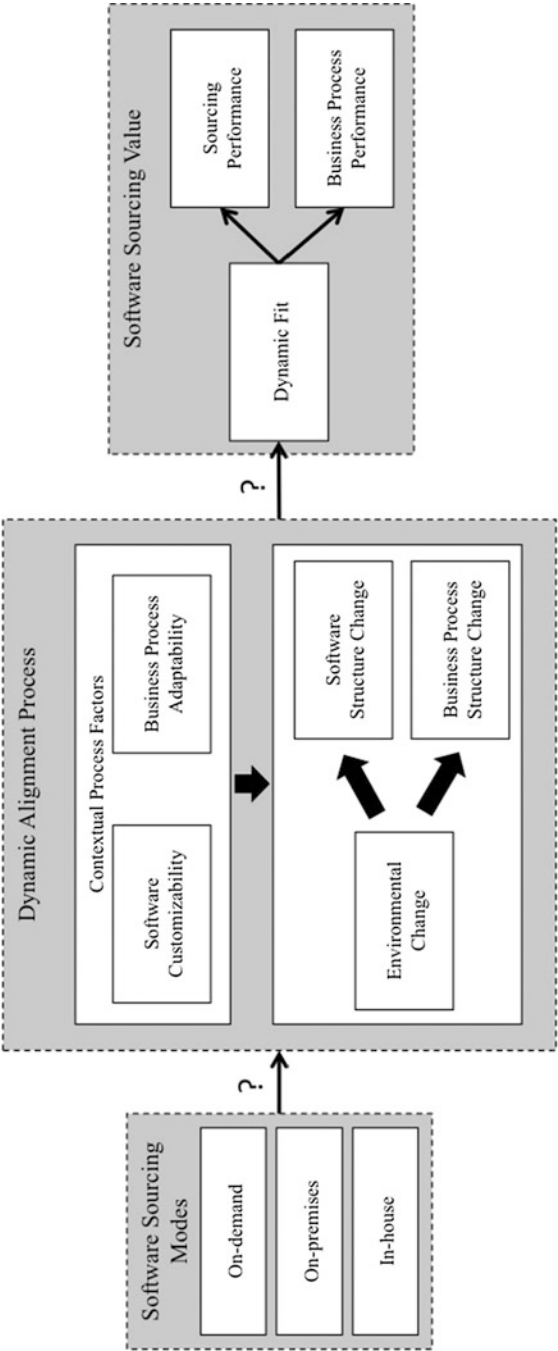 Software Sourcing
Modes
On-demand
On-premises
In-house
?
Dynamic Alignment Process
Contextual Process Factors
Software
Customizability
Business Process
Adaptability
Environmental
Change
Software
Structure Change
Business Process
Structure Change
?
Software Sourcing Value
Dynamic Fit
Sourcing
Performance
Business Process
Performance